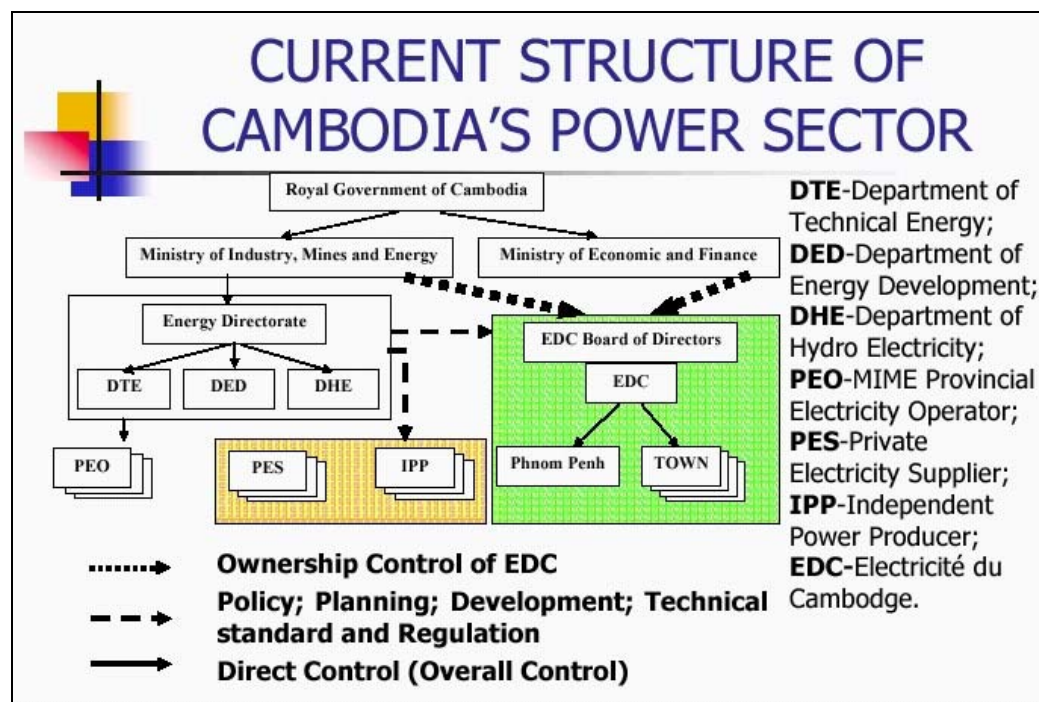 CURRENT STRUCTURE OF
CAMBODIA'S POWER SECTOR
Royal Government of Cambodia
Ministry of Industry, Mines and Energy
Ministry of Economic and Finance
Energy Directorate
DTE
DED
DHE
PEO
PES
IPP
EDC Board of Directors
EDC
Phnom Penh
TOWN
Ownership Control of EDC
Policy; Planning; Development; Technical
standard and Regulation
Direct Control (Overall Control)
DTE-Department of
Technical Energy;
DED-Department of
Energy Development;
DHE-Department of
Hydro Electricity;
PEO-MIME Provincial
Electricity Operator;
PES-Private
Electricity Supplier;
IPP-Independent
Power Producer;
EDC-Electricité du
Cambodge.